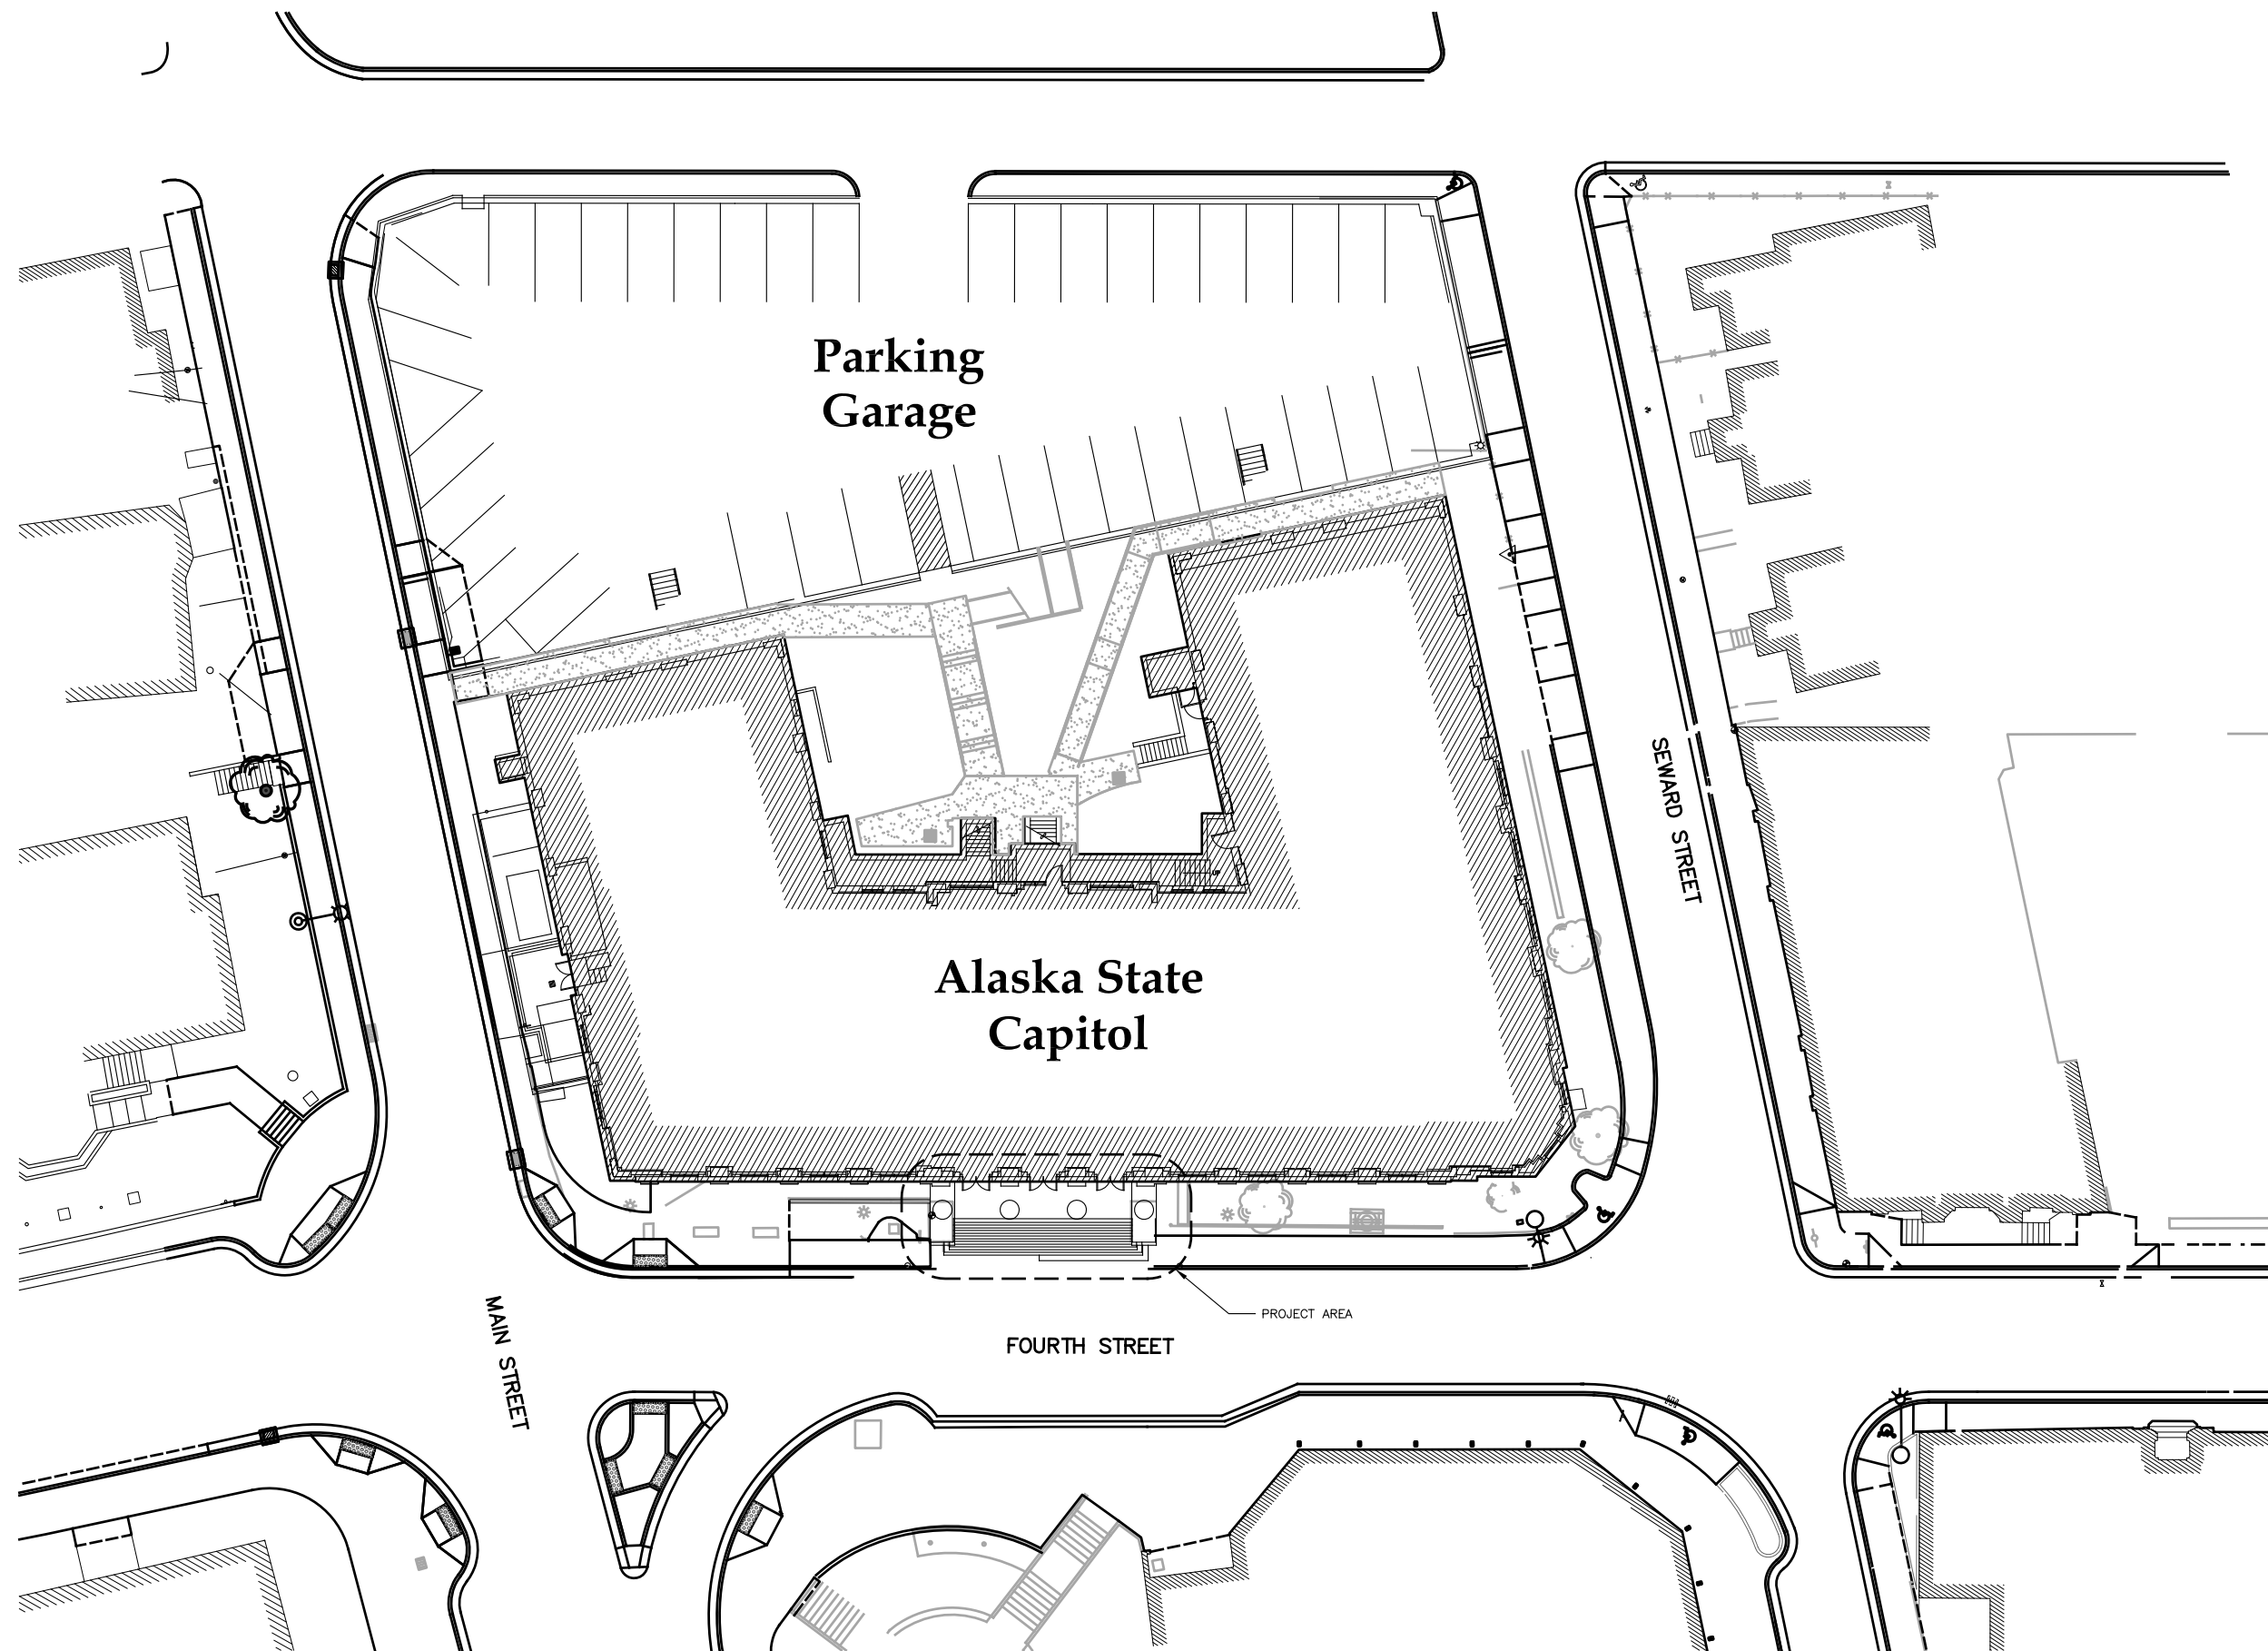 Parking
Garage
SEWARD STREET
Alaska State
Capitol
MAIN STREET
PROJECT AREA
FOURTH STREET